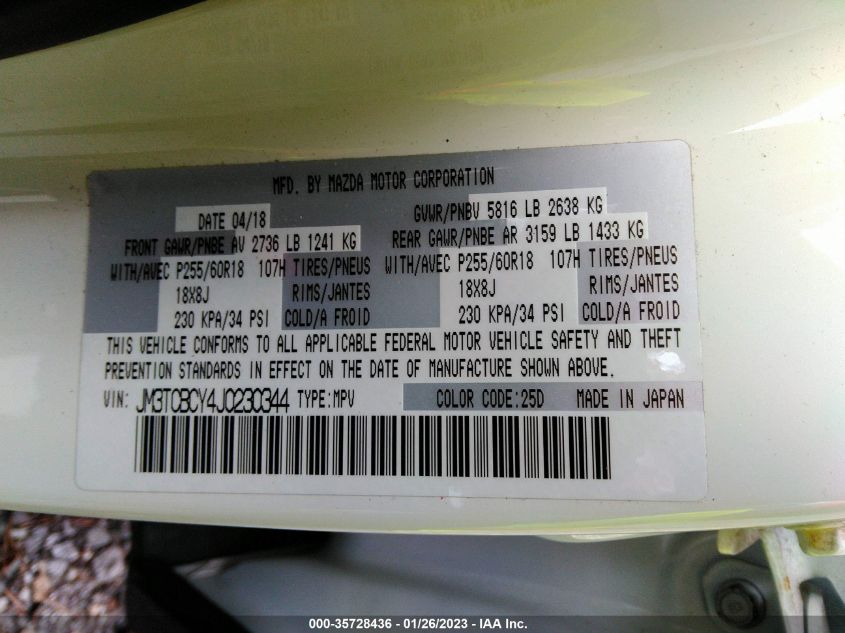 MFD. BY MAZDA MOTOR CORPORATION
DATE 04/18 GVWR/PNBV 5816 LB 2638 KG
FRONT GAWR/PNBE AV 2736 LB 1241 KG REAR GAWR/PNBE AR 3159 LB 1433 KG
WITH/AVEC P255/60R18 107H TIRES/PNEUS WITH/AVEC P255/60R18 107H TIRES/PNEUS
18X8J RIMS/JANTES 18X8J RIMS/JANTES
230 KPA/34 PSI COLD/A FROID 230 KPA/34 PSI COLD/A FROID
THIS VEHICLE CONFORMS TO ALL APPLICABLE FEDERAL MOTOR VEHICLE SAFETY AND THEFT
PREVENTION STANDARDS IN EFFECT ON THE DATE OF MANUFACTURE SHOWN ABOVE.
VIN: JM3TCBCY4J0230344 TYPE:MPV COLOR CODE:25D MADE IN JAPAN
000-35728436 - 01/26/2023 - IAA Inc.